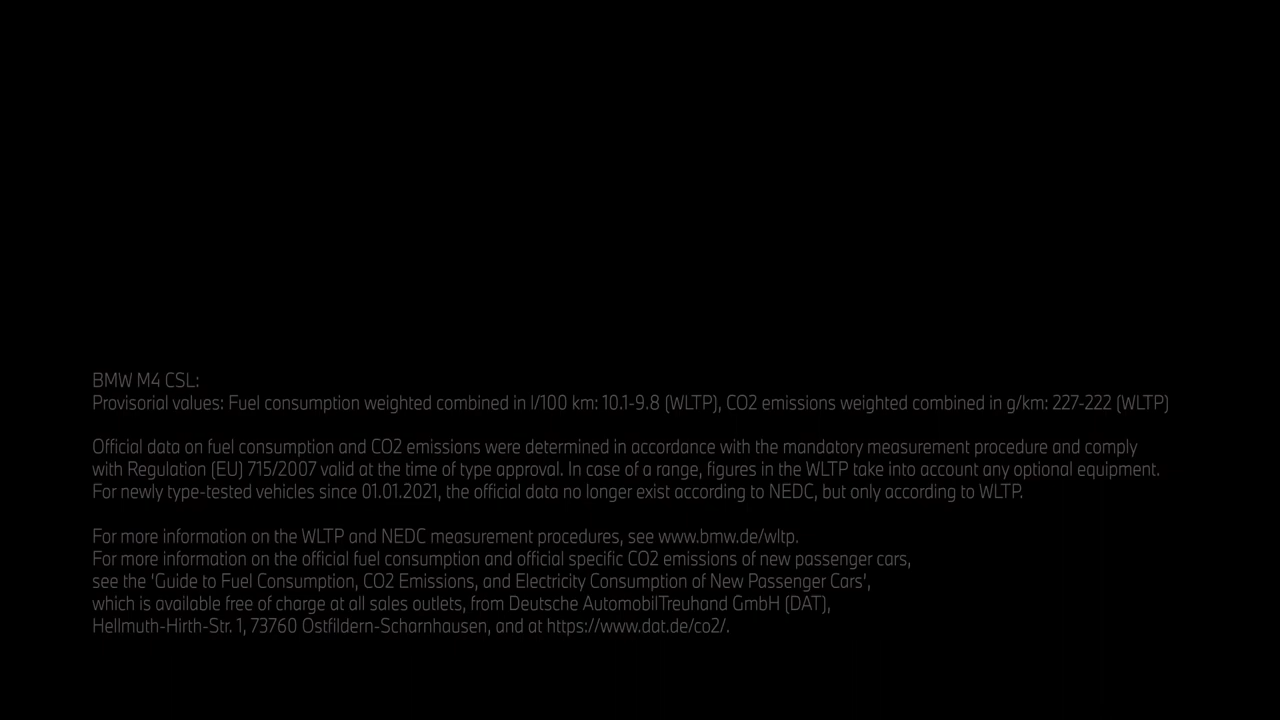 BMW M4 CSL:
Provisorial values: Fuel consumption weighted combined in l/100 km: 10.1-9.8 (WLTP), CO2 emissions weighted combined in g/km: 227-222 (WLTP)
Official data on fuel consumption and CO2 emissions were determined in accordance with the mandatory measurement procedure and comply
with Regulation (EU) 715/2007 valid at the time of type approval. In case of a range, figures in the WLTP take into account any optional equipment.
For newly type-tested vehicles since 01.01.2021, the official data no longer exist according to NEDC, but only according to WLTP.
For more information on the WLTP and NEDC measurement procedures, see www.bmw.de/wltp.
For more information on the official fuel consumption and official specific CO2 emissions of new passenger cars,
see the 'Guide to Fuel Consumption, CO2 Emissions, and Electricity Consumption of New Passenger Cars',
which is available free of charge at all sales outlets, from Deutsche AutomobilTreuhand GmbH (DAT),
Hellmuth-Hirth-Str. 1, 73760 Ostfildern-Scharnhausen, and at https://www.dat.de/co2/.